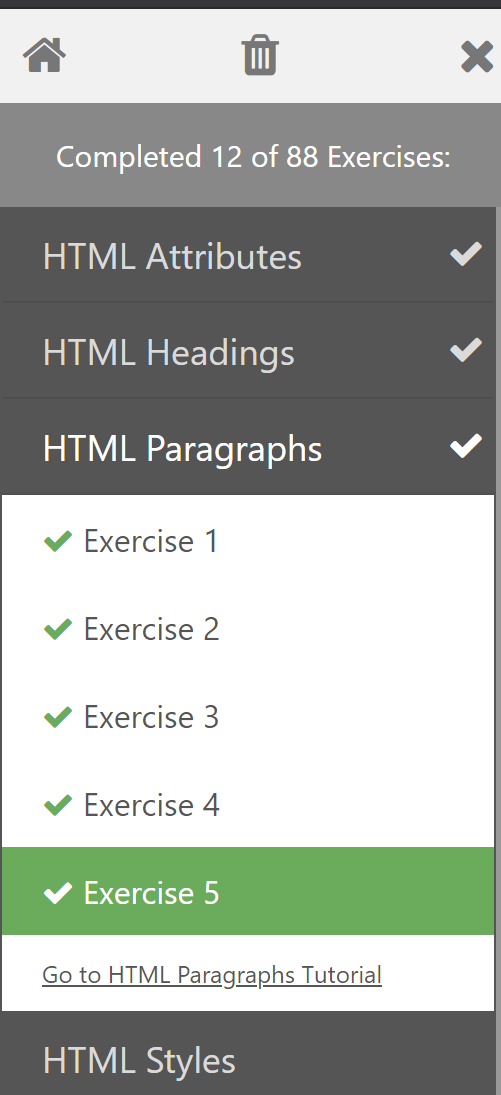 Completed 12 of 88 Exercises:
HTML Attributes
HTML Headings
HTML Paragraphs
Exercise 1
Exercise 2
Exercise 3
Exercise 4
Exercise 5
Go to HTML Paragraphs Tutorial
HTML Styles